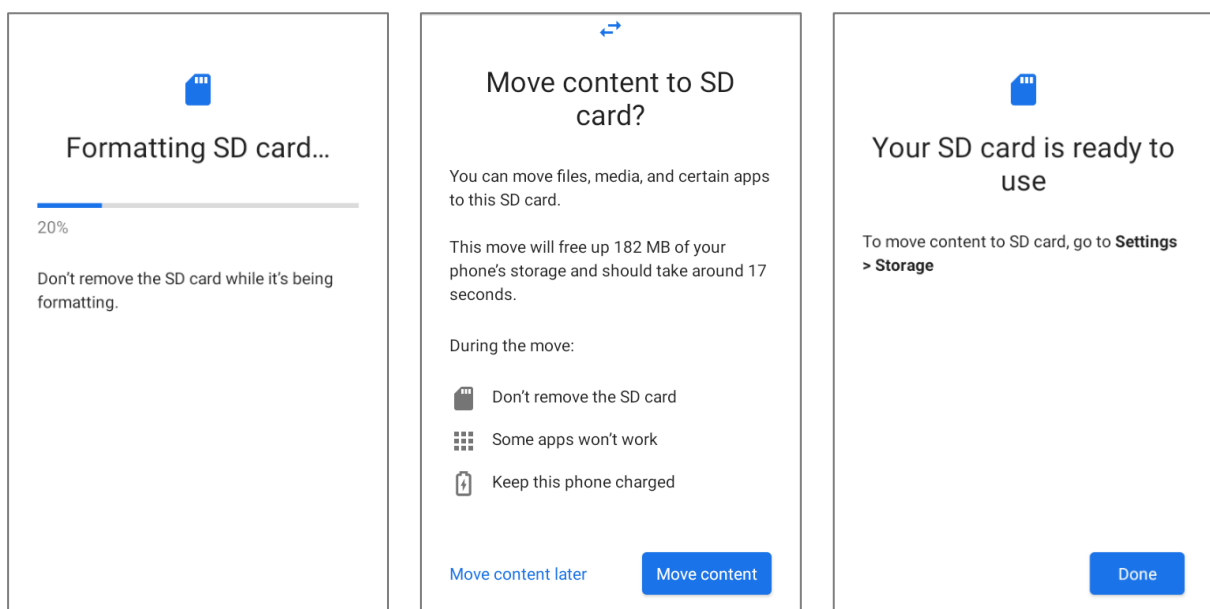 Formatting SD card...
20%
Don't remove the SD card while it's being
formatting.
Move content to SD
card?
You can move files, media, and certain apps
to this SD card.
This move will free up 182 MB of your
phone's storage and should take around 17
seconds.
During the move:
Don't remove the SD card
Some apps won't work
Keep this phone charged
Move content later
Move content
Your SD card is ready to
use
To move content to SD card, go to Settings
> Storage
Done